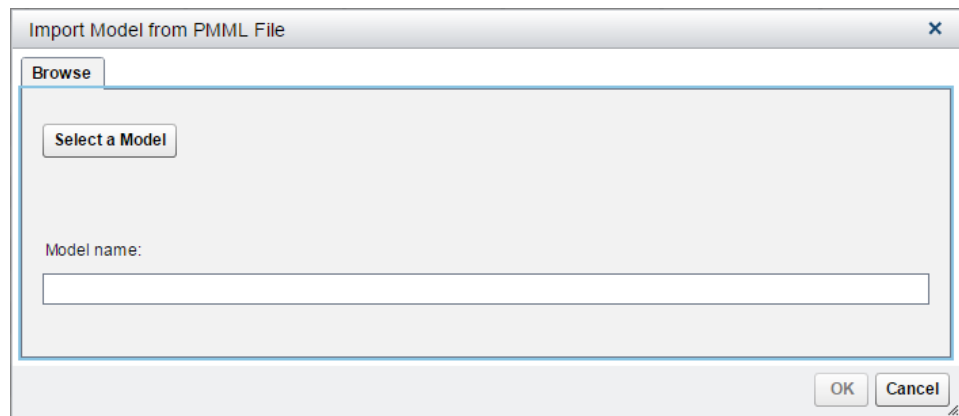 Import Model from PMML File
Browse
Select a Model
Model name:
OK Cancel